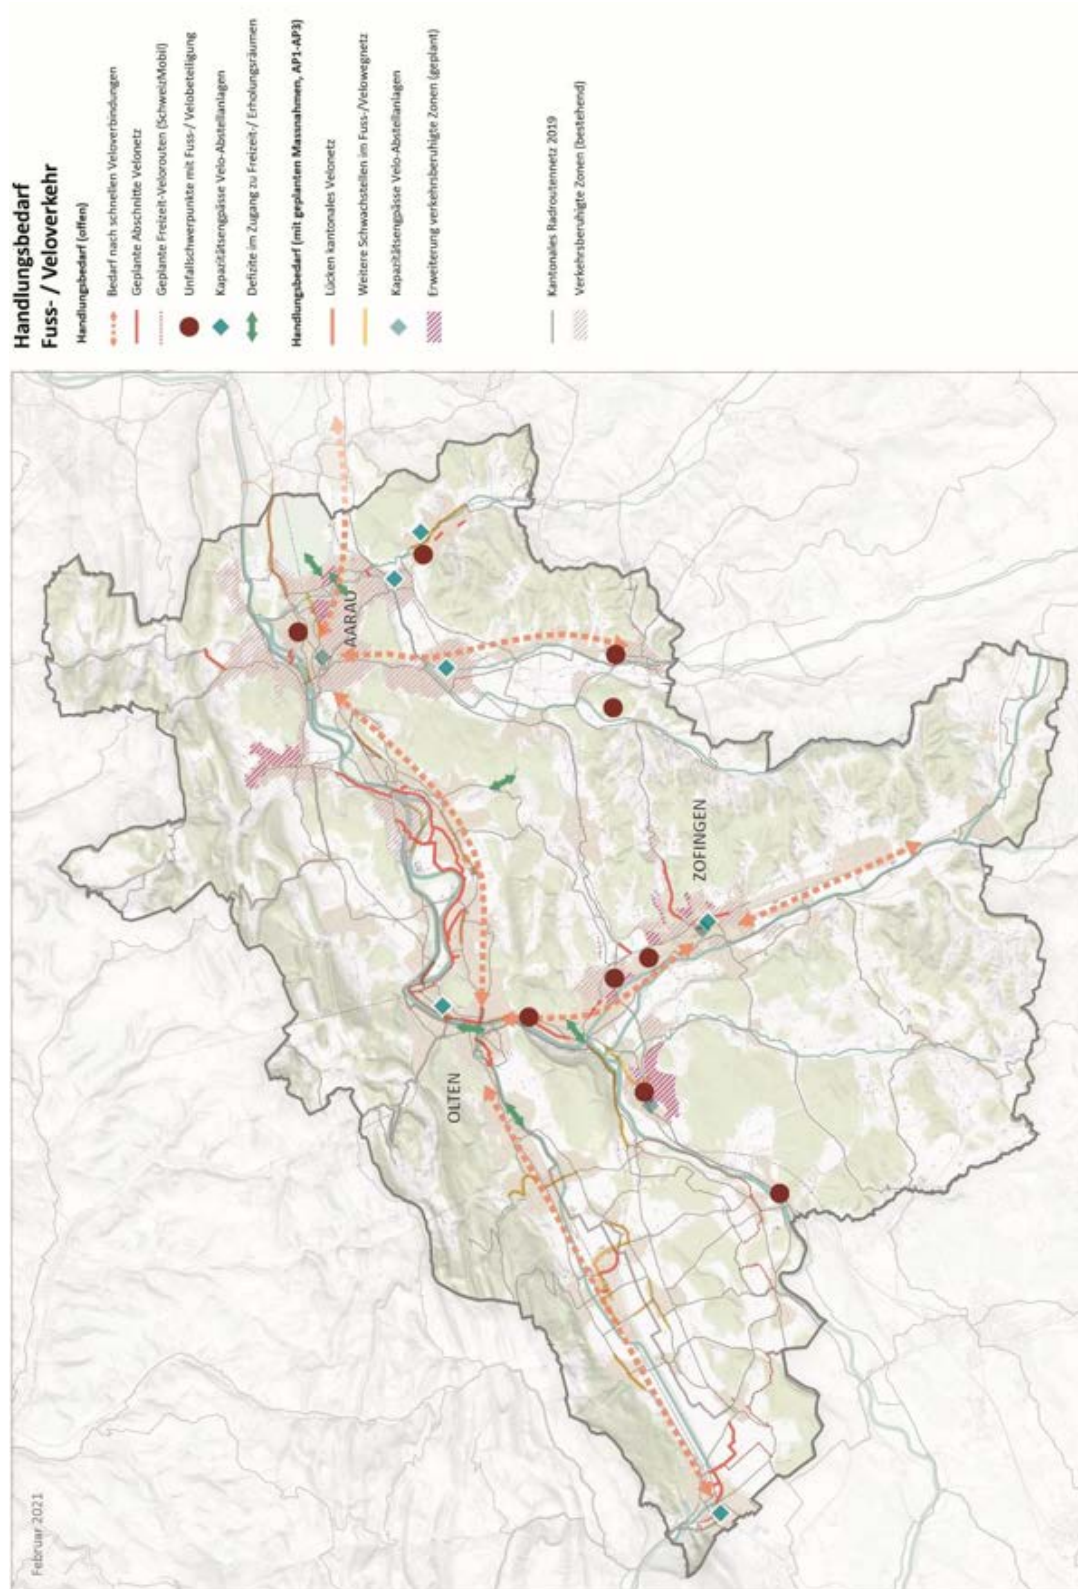 Handlungsbedarf
Fuss- / Veloverkehr
Handlungsbedarf (offen)
Bedarf nach schnellen Veloverbindungen
Geplante Abschnitte Velonetz
Geplante Freizeit-Velorouten (SchweizMobil)
Unfallschwerpunkte mit Fuss-/ Velobeteiligung
Kapazitätsengpässe Velo-Abstellanlagen
Defizite im Zugang zu Freizeit-/ Erholungsräumen
Handlungsbedarf (mit geplanten Massnahmen, AP1-AP3)
Lücken kantonales Velonetz
Weitere Schwachstellen im Fuss-/Velowegnetz
Kapazitätsengpässe Velo-Abstellanlagen
Erweiterung verkehrsberuhigte Zonen (geplant)
Kantonales Radroutennetz 2019
Verkehrsberuhigte Zonen (bestehend)
AARAU
OLTEN
ZOFINGEN
Februar 2021